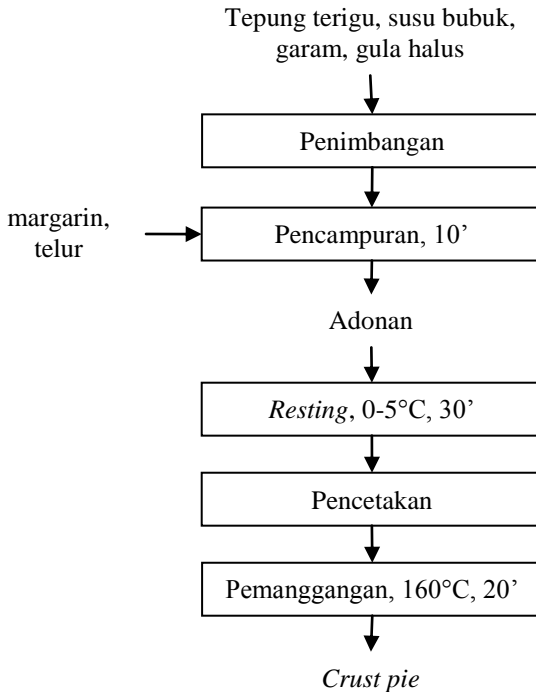 Tepung terigu, susu bubuk,
garam, gula halus
Penimbangan
margarin,
telur
Pencampuran, 10’
Adonan
Resting, 0-5°C, 30’
Pencetakan
Pemanggangan, 160°C, 20’
Crust pie